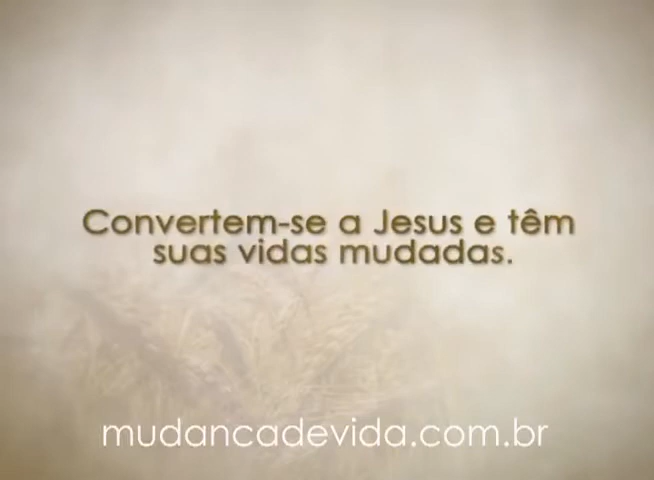 Convertem-se a Jesus e têm
suas vidas mudadas.
mudancadevida.com.br